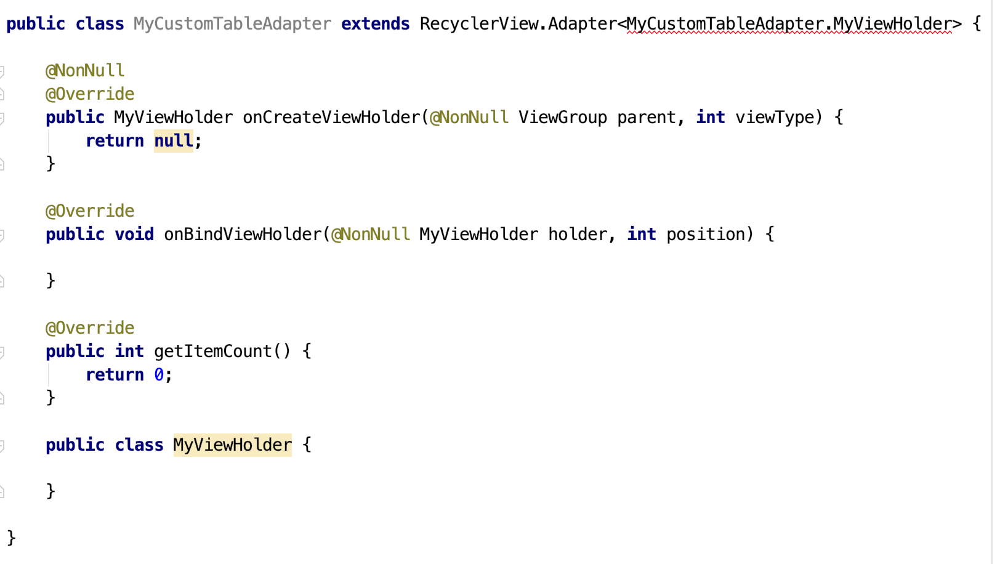 public class MyCustomTableAdapter extends RecyclerView.Adapter<MyCustomTableAdapter.MyViewHolder> {
@NonNull
@Override
public MyViewHolder onCreateViewHolder(@NonNull ViewGroup parent, int viewType) {
return null;
}
@Override
public void onBindViewHolder(@NonNull MyViewHolder holder, int position) {
}
@Override
public int getItemCount() {
return 0;
}
public class MyViewHolder {
}
}